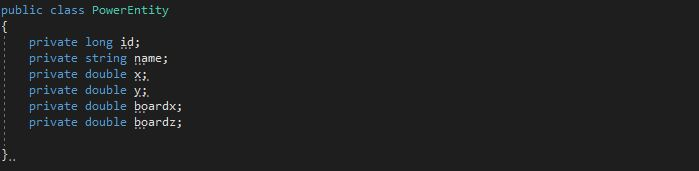 public class PowerEntity
{
private long id;
private string name;
private double x;
private double y;
private double boardx;
private double boardz;
}